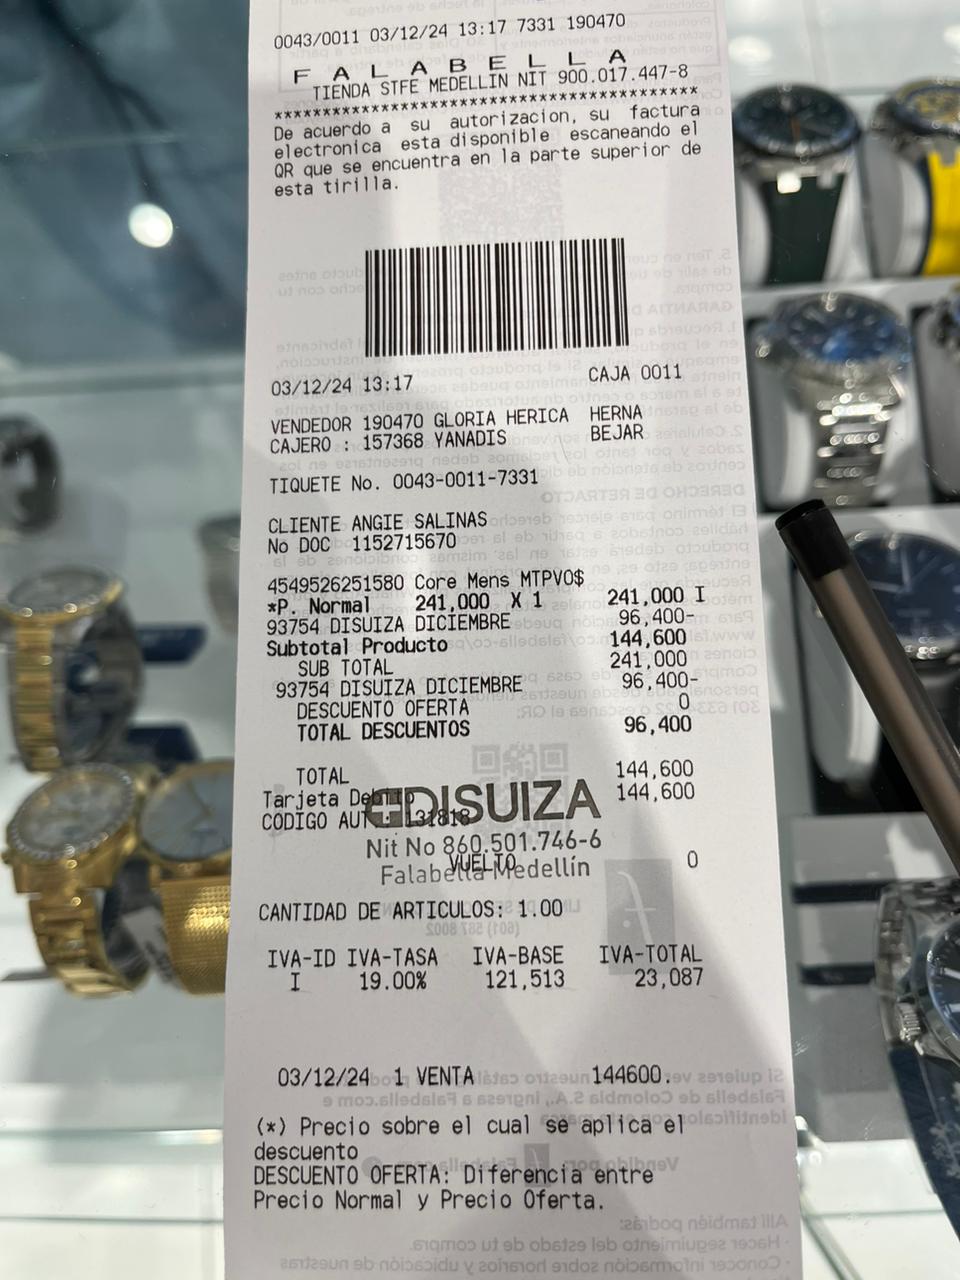 0043/0011 03/12/24 13:17 7331 190470
F A L A B E L L A
TIENDA STFE MEDELLIN NIT 900.017.447-8
******************************************
De acuerdo a su autorizacion, su factura
electronica esta disponible escaneando el
QR que se encuentra en la parte superior de
esta tirilla.
03/12/24 13:17 CAJA 0011
VENDEDOR 190470 GLORIA HERICA HERNA
CAJERO : 157368 YANADIS BEJAR
TIQUETE No. 0043-0011-7331
CLIENTE ANGIE SALINAS
No DOC 1152715670
4549526251580 Core Mens MTPVO$
*P. Normal 241,000 X 1 241,000 I
93754 DISUIZA DICIEMBRE 96,400-
Subtotal Producto 144,600
SUB TOTAL 241,000
93754 DISUIZA DICIEMBRE 96,400-
DESCUENTO OFERTA 0
TOTAL DESCUENTOS 96,400
TOTAL 144,600
Tarjeta Debito 144,600
CODIGO AUT : 131818
DISUIZA
Nit No 860.501.746-6
VUELTO 0
Falabella-Medellín
CANTIDAD DE ARTICULOS: 1.00
IVA-ID IVA-TASA IVA-BASE IVA-TOTAL
I 19.00% 121,513 23,087
03/12/24 1 VENTA 144600.
(*) Precio sobre el cual se aplica el
descuento
DESCUENTO OFERTA: Diferencia entre
Precio Normal y Precio Oferta.